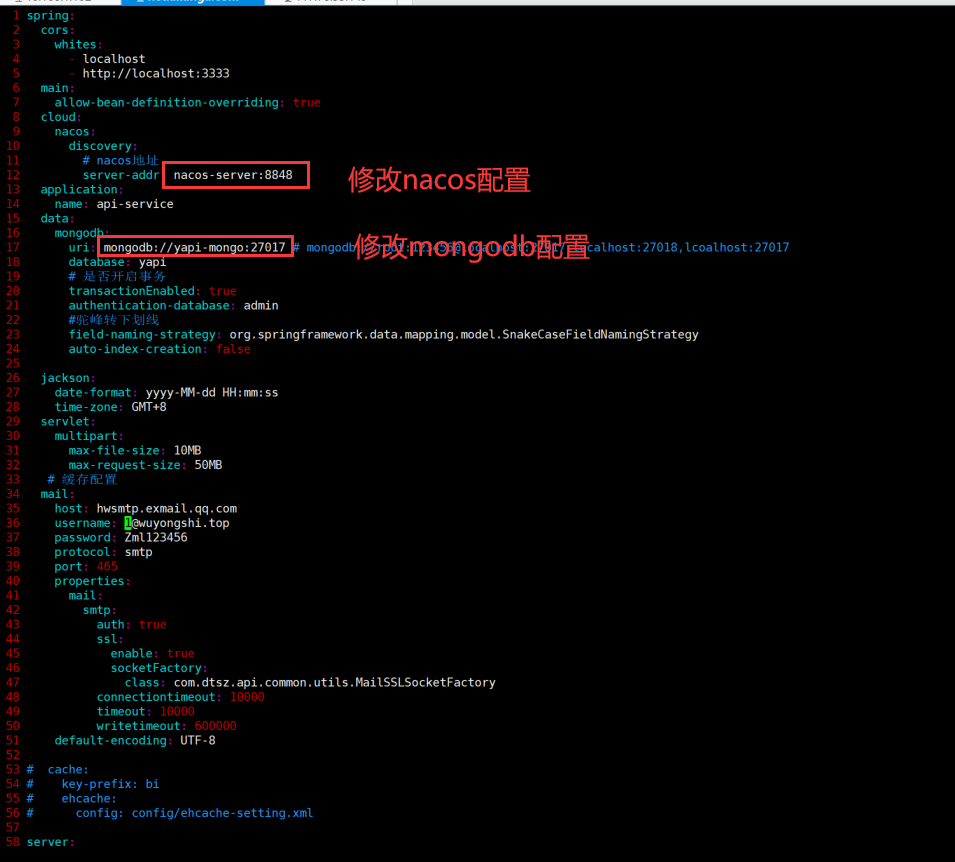 1 spring:
2 cors:
3 whites:
4 - localhost
5 - http://localhost:3333
6 main:
7 allow-bean-definition-overriding: true
8 cloud:
9 nacos:
10 discovery:
11 # nacos地址
12 server-addr nacos-server:8848
修改nacos配置
13 application:
14 name: api-service
15 data:
16 mongodb:
17 uri: mongodb://yapi-mongo:27017 # mongodb localhost:27018,lcoalhost:27017
修改mongodb配置
18 database: yapi
19 # 是否开启事务
20 transactionEnabled: true
21 authentication-database: admin
22 #驼峰转下划线
23 field-naming-strategy: org.springframework.data.mapping.model.SnakeCaseFieldNamingStrategy
24 auto-index-creation: false
25
26 jackson:
27 date-format: yyyy-MM-dd HH:mm:ss
28 time-zone: GMT+8
29 servlet:
30 multipart:
31 max-file-size: 10MB
32 max-request-size: 50MB
33 # 缓存配置
34 mail:
35 host: hwsmtp.exmail.qq.com
36 username: 1@wuyongshi.top
37 password: Zml123456
38 protocol: smtp
39 port: 465
40 properties:
41 mail:
42 smtp:
43 auth: true
44 ssl:
45 enable: true
46 socketFactory:
47 class: com.dtsz.api.common.utils.MailSSLSocketFactory
48 connectiontimeout: 10000
49 timeout: 10000
50 writetimeout: 600000
51 default-encoding: UTF-8
52
53 # cache:
54 # key-prefix: bi
55 # ehcache:
56 # config: config/ehcache-setting.xml
57
58 server: